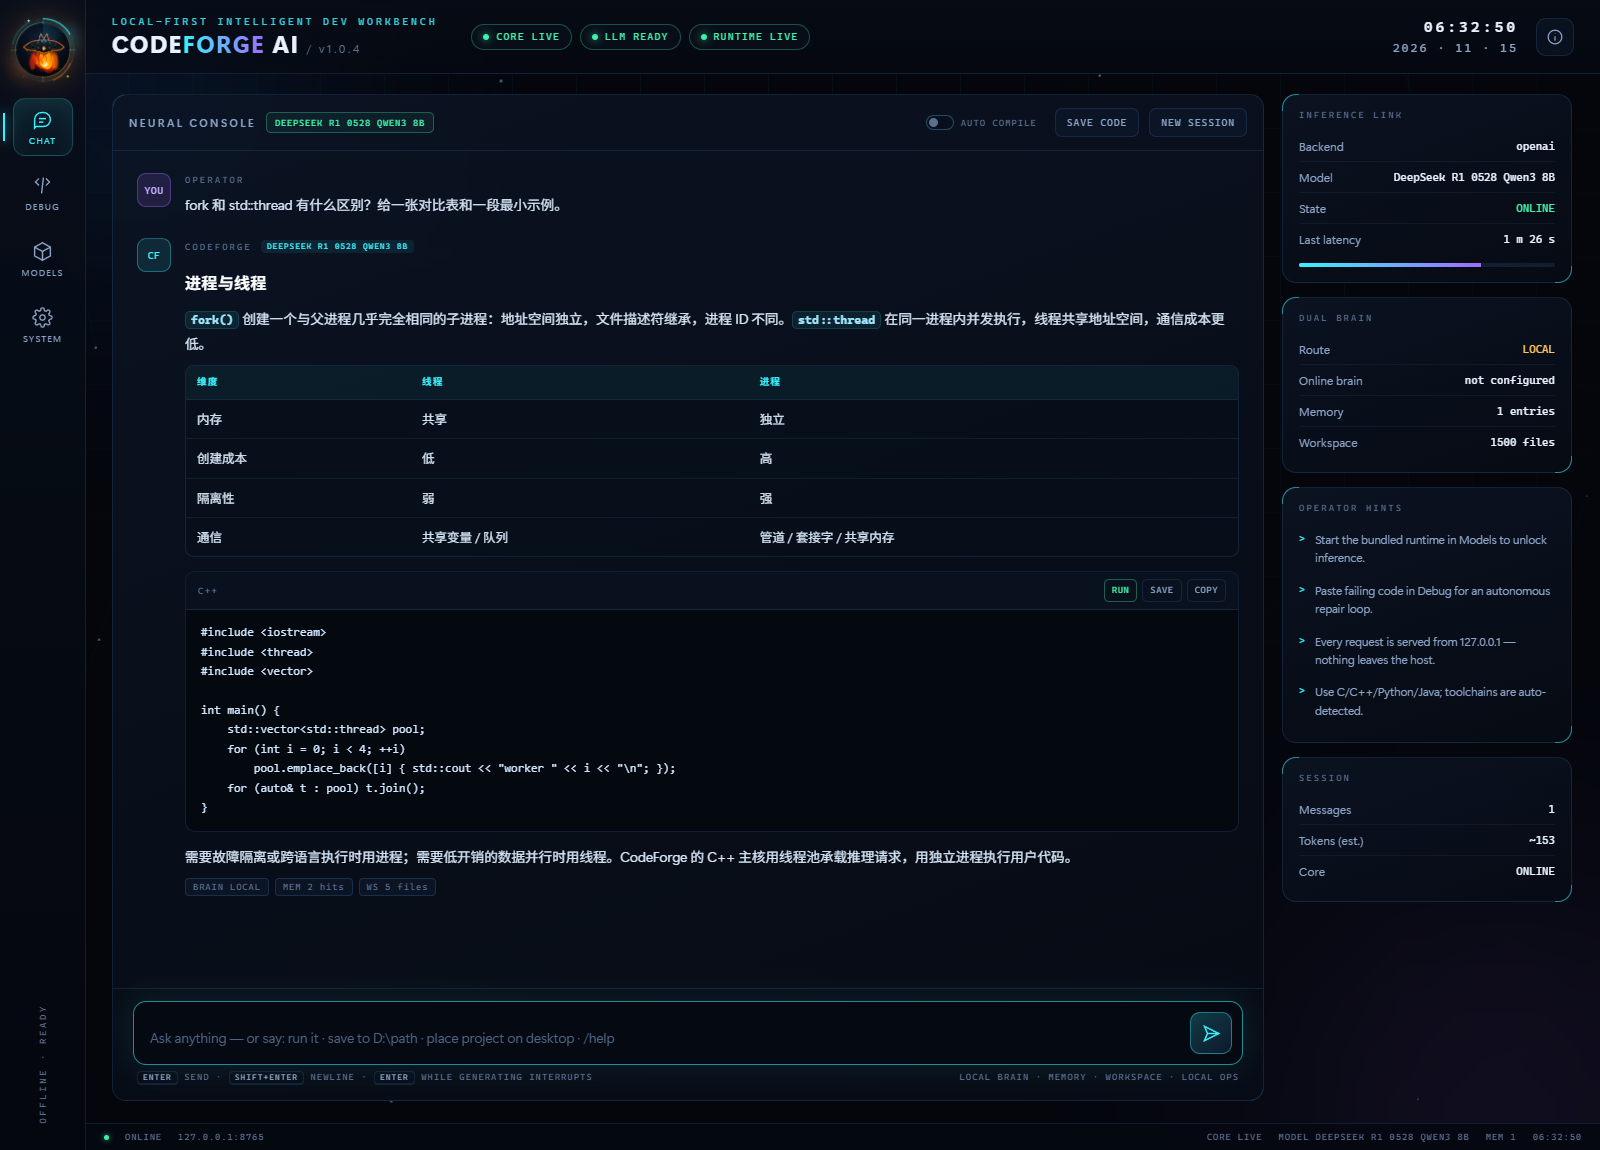 LOCAL-FIRST INTELLIGENT DEV WORKBENCH
CODEFORGE AI / v1.0.4
CORE LIVE
LLM READY
RUNTIME LIVE
06:32:50
2026 · 11 · 15
CHAT
DEBUG
MODELS
SYSTEM
OFFLINE · READY
NEURAL CONSOLE
DEEPSEEK R1 0528 QWEN3 8B
AUTO COMPILE
SAVE CODE
NEW SESSION
YOU
OPERATOR
fork 和 std::thread 有什么区别？给一张对比表和一段最小示例。
CF
CODEFORGE
DEEPSEEK R1 0528 QWEN3 8B
进程与线程
fork() 创建一个与父进程几乎完全相同的子进程：地址空间独立，文件描述符继承，进程 ID 不同。std::thread 在同一进程内并发执行，线程共享地址空间，通信成本更
低。
维度 线程 进程
内存 共享 独立
创建成本 低 高
隔离性 弱 强
通信 共享变量 / 队列 管道 / 套接字 / 共享内存
C++
RUN
SAVE
COPY
#include <iostream>
#include <thread>
#include <vector>
int main() {
    std::vector<std::thread> pool;
    for (int i = 0; i < 4; ++i)
        pool.emplace_back([i] { std::cout << "worker " << i << "\n"; });
    for (auto& t : pool) t.join();
}
需要故障隔离或跨语言执行时用进程；需要低开销的数据并行时用线程。CodeForge 的 C++ 主核用线程池承载推理请求，用独立进程执行用户代码。
BRAIN LOCAL
MEM 2 hits
WS 5 files
Ask anything — or say: run it · save to D:\path · place project on desktop · /help
ENTER SEND · SHIFT+ENTER NEWLINE · ENTER WHILE GENERATING INTERRUPTS
LOCAL BRAIN · MEMORY · WORKSPACE · LOCAL OPS
INFERENCE LINK
Backend openai
Model DeepSeek R1 0528 Qwen3 8B
State ONLINE
Last latency 1 m 26 s
DUAL BRAIN
Route LOCAL
Online brain not configured
Memory 1 entries
Workspace 1500 files
OPERATOR HINTS
> Start the bundled runtime in Models to unlock
inference.
> Paste failing code in Debug for an autonomous
repair loop.
> Every request is served from 127.0.0.1 —
nothing leaves the host.
> Use C/C++/Python/Java; toolchains are auto-
detected.
SESSION
Messages 1
Tokens (est.) ~153
Core ONLINE
ONLINE 127.0.0.1:8765
CORE LIVE MODEL DEEPSEEK R1 0528 QWEN3 8B MEM 1 06:32:50